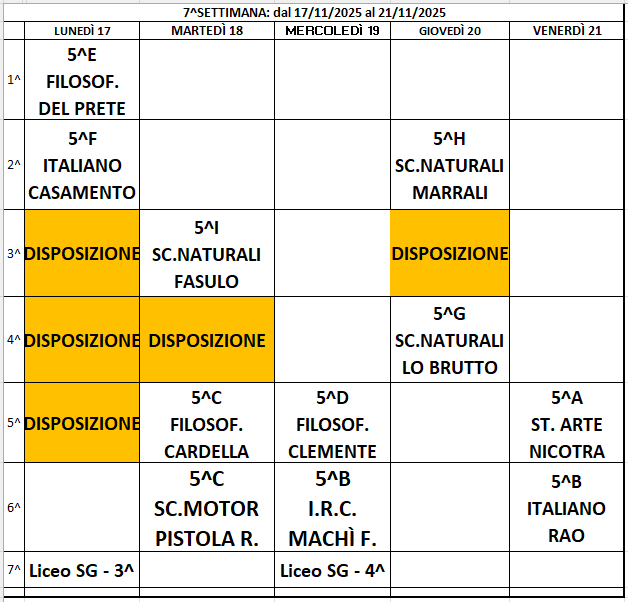 7^SETTIMANA: dal 17/11/2025 al 21/11/2025
LUNEDÌ 17 MARTEDÌ 18 MERCOLEDÌ 19 GIOVEDÌ 20 VENERDÌ 21
1^
5^E
FILOSOF.
DEL PRETE
2^
5^F
ITALIANO
CASAMENTO
5^H
SC.NATURALI
MARRALI
3^
DISPOSIZIONE
5^I
SC.NATURALI
FASULO
DISPOSIZIONE
4^
DISPOSIZIONE
DISPOSIZIONE
5^G
SC.NATURALI
LO BRUTTO
5^
DISPOSIZIONE
5^C
FILOSOF.
CARDELLA
5^D
FILOSOF.
CLEMENTE
5^A
ST. ARTE
NICOTRA
6^
5^C
SC.MOTOR
PISTOLA R.
5^B
I.R.C.
MACHÌ F.
5^B
ITALIANO
RAO
7^
Liceo SG - 3^
Liceo SG - 4^